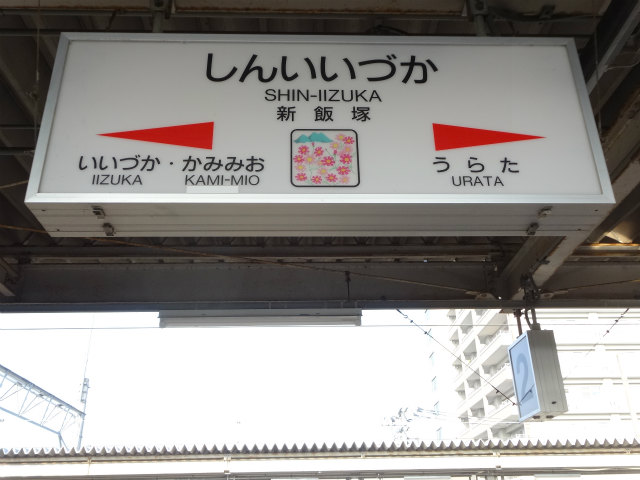 しんいいづか
SHIN-IIZUKA
新飯塚
いいづか・かみみお うらた
IIZUKA KAMI-MIO URATA
2